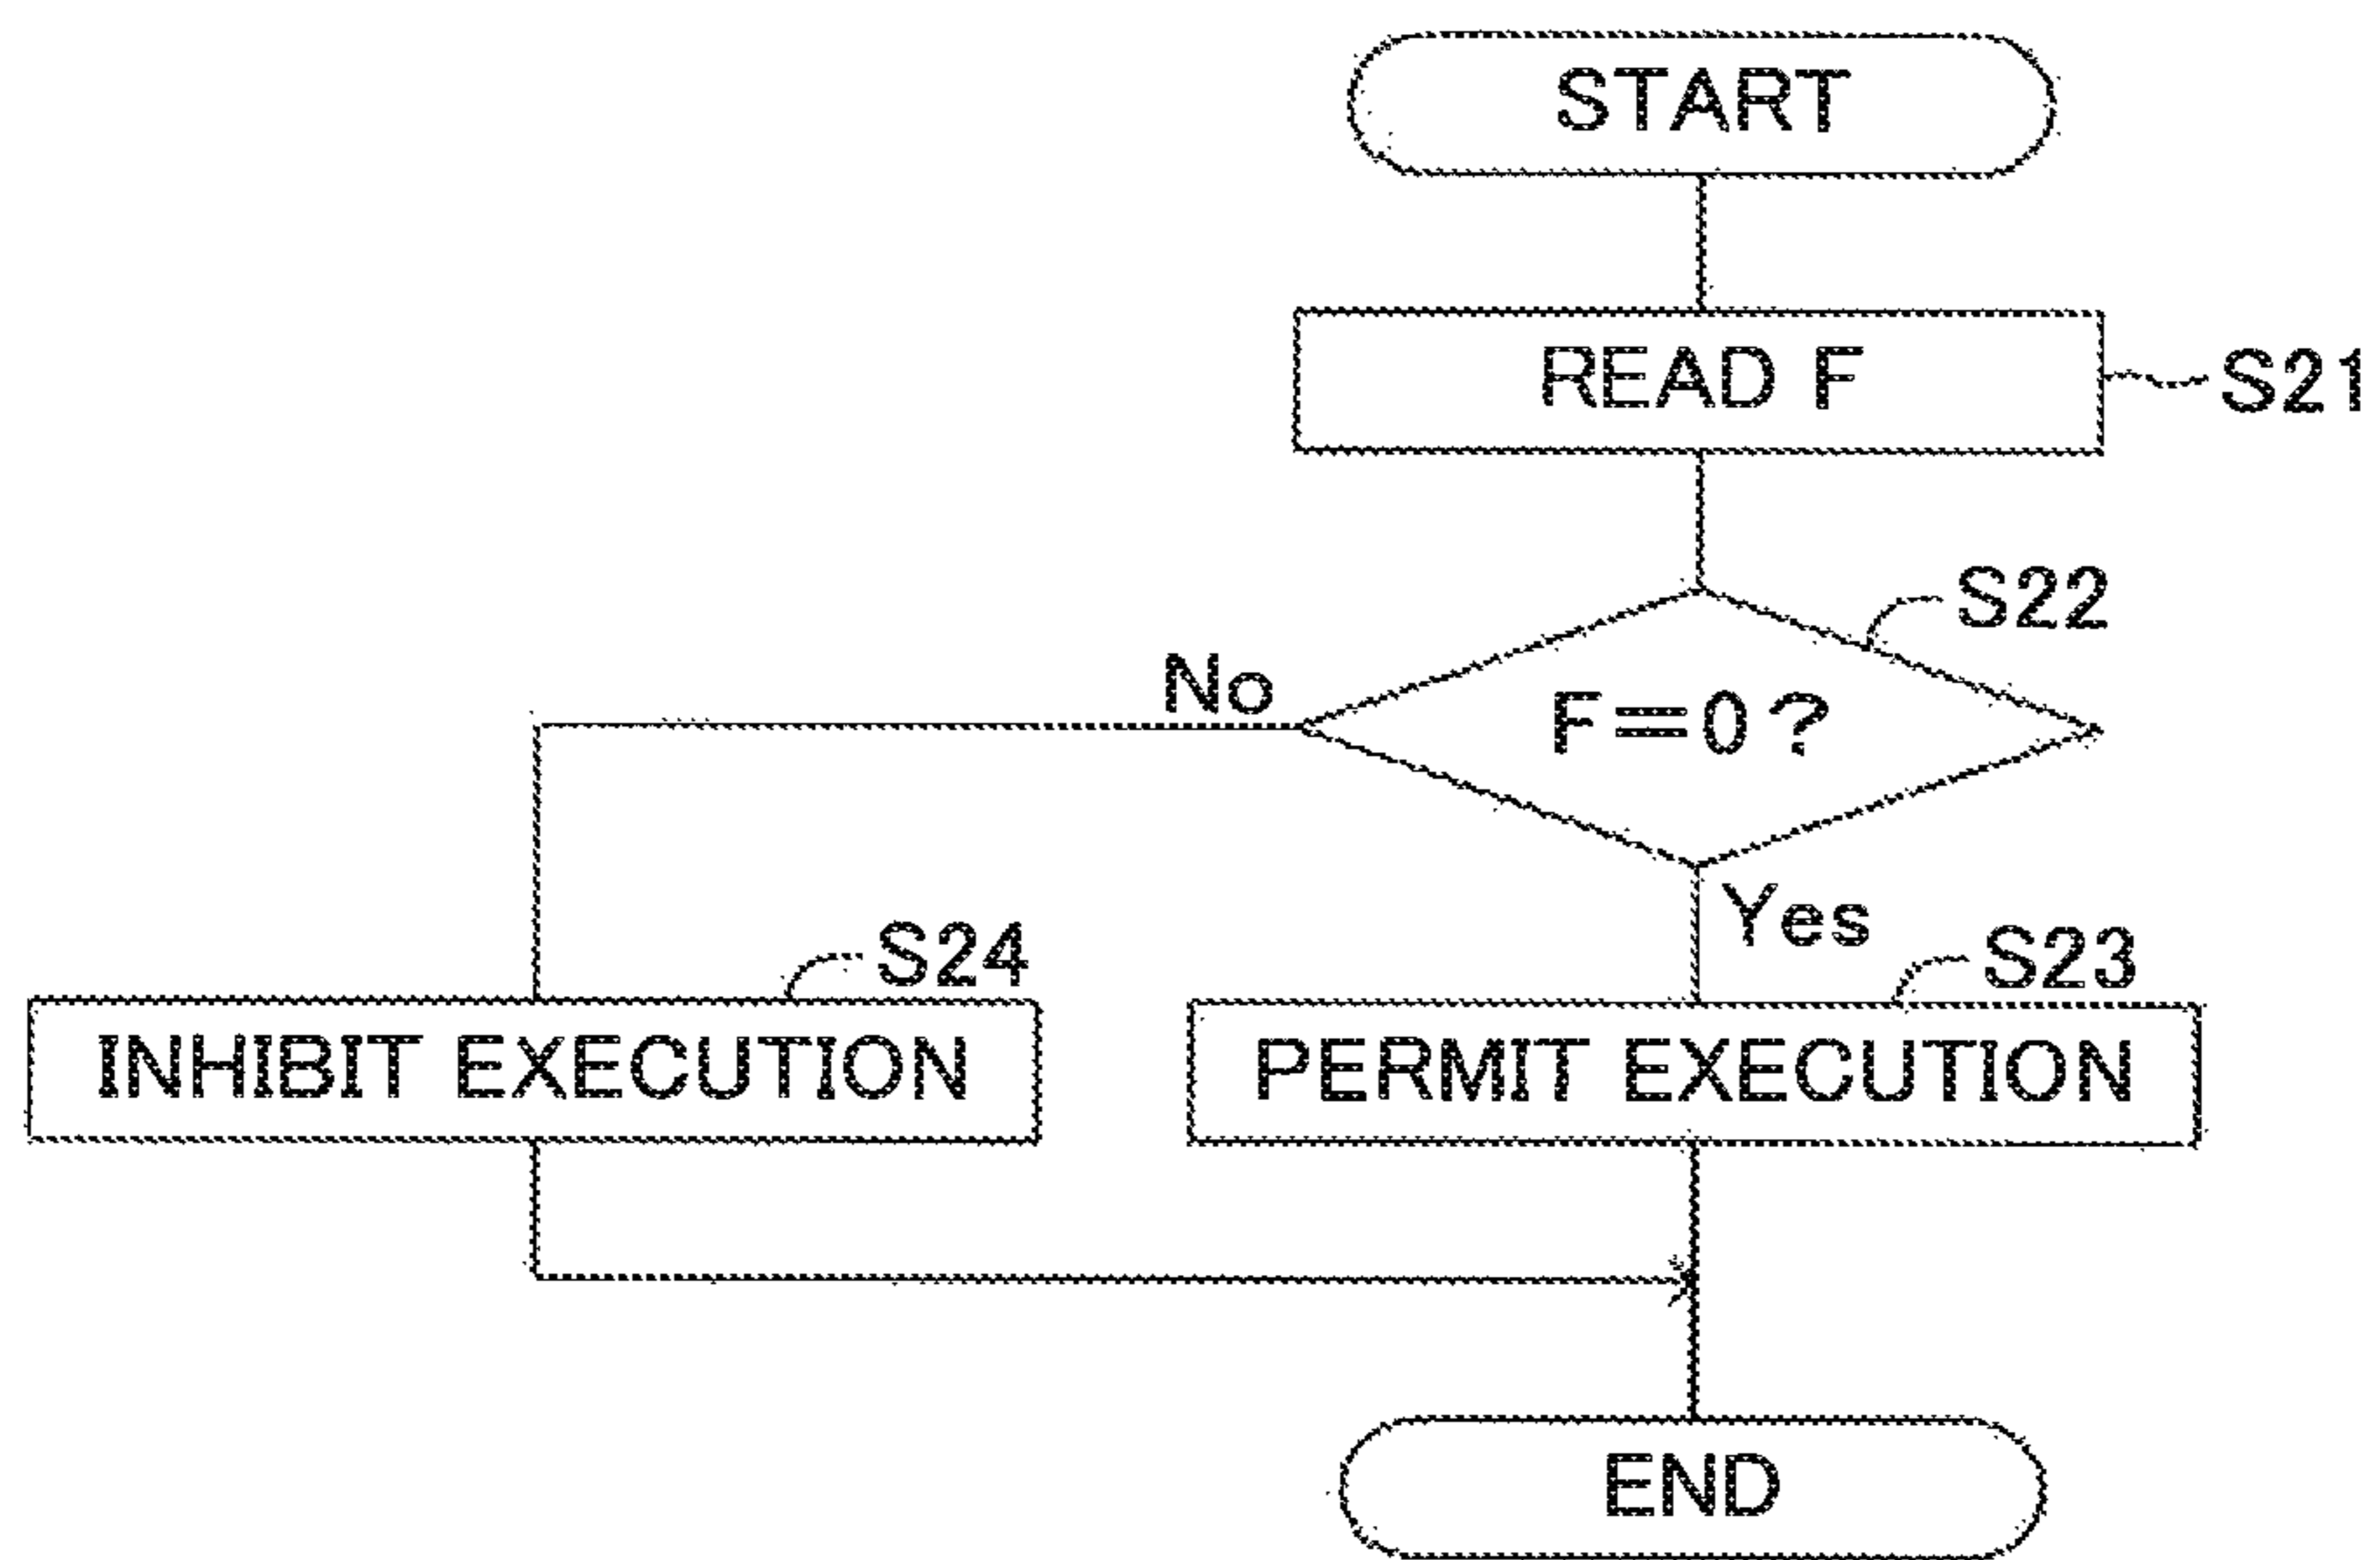 START
READ F
S21
S22
No
F=0?
Yes
S24
S23
INHIBIT EXECUTION
PERMIT EXECUTION
END